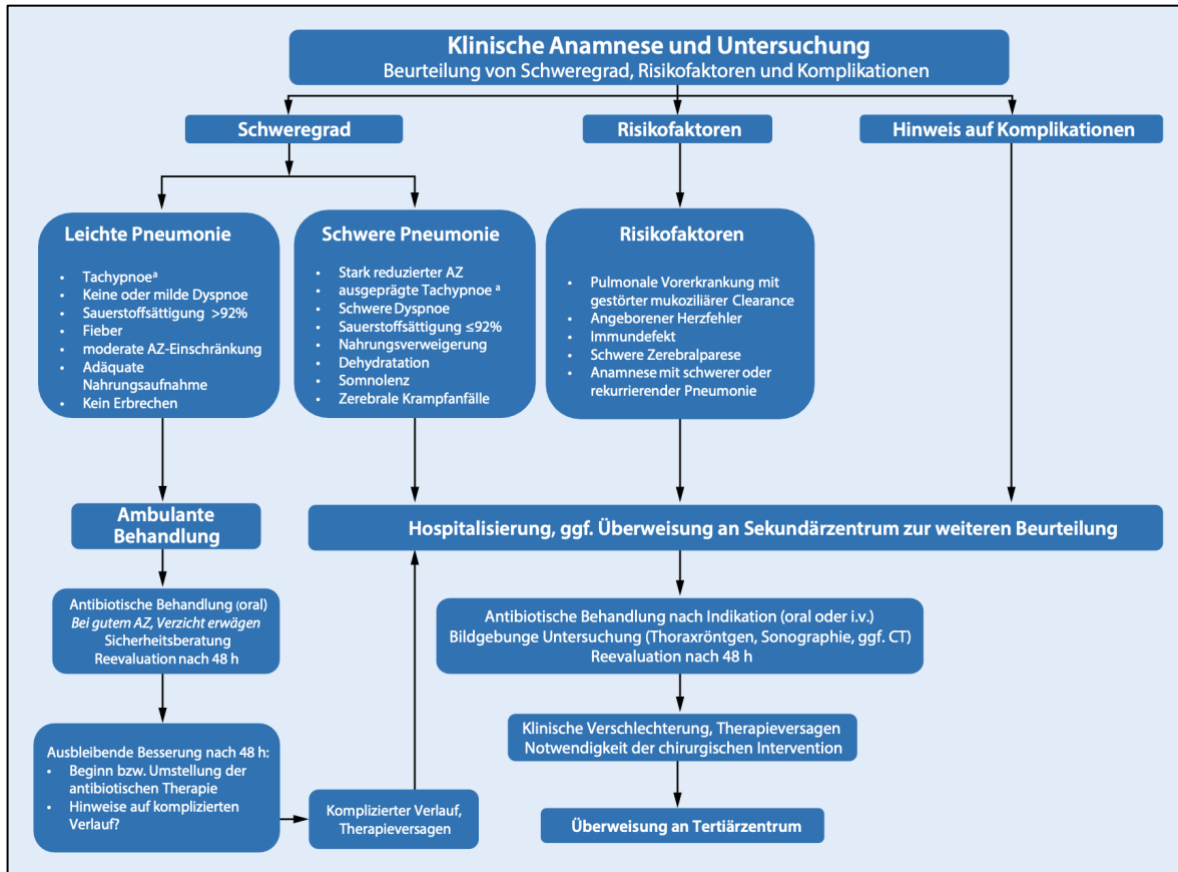 Klinische Anamnese und Untersuchung
Beurteilung von Schweregrad, Risikofaktoren und Komplikationen
Schweregrad
Risikofaktoren
Hinweis auf Komplikationen
Leichte Pneumonie
• Tachypnoeᵃ
• Keine oder milde Dyspnoe
• Sauerstoffsättigung >92%
• Fieber
• moderate AZ-Einschränkung
• Adäquate
Nahrungsaufnahme
• Kein Erbrechen
Schwere Pneumonie
• Stark reduzierter AZ
• ausgeprägte Tachypnoe ᵃ
• Schwere Dyspnoe
• Sauerstoffsättigung ≤92%
• Nahrungsverweigerung
• Dehydratation
• Somnolenz
• Zerebrale Krampfanfälle
Risikofaktoren
• Pulmonale Vorerkrankung mit
gestörter mukoziliärer Clearance
• Angeborener Herzfehler
• Immundefekt
• Schwere Zerebralparese
• Anamnese mit schwerer oder
rekurrierender Pneumonie
Ambulante
Behandlung
Hospitalisierung, ggf. Überweisung an Sekundärzentrum zur weiteren Beurteilung
Antibiotische Behandlung (oral)
Bei gutem AZ, Verzicht erwägen
Sicherheitsberatung
Reevaluation nach 48 h
Antibiotische Behandlung nach Indikation (oral oder i.v.)
Bildgebunge Untersuchung (Thoraxröntgen, Sonographie, ggf. CT)
Reevaluation nach 48 h
Ausbleibende Besserung nach 48 h:
• Beginn bzw. Umstellung der
antibiotischen Therapie
• Hinweise auf komplizierten
Verlauf?
Komplizierter Verlauf,
Therapieversagen
Klinische Verschlechterung, Therapieversagen
Notwendigkeit der chirurgischen Intervention
Überweisung an Tertiärzentrum